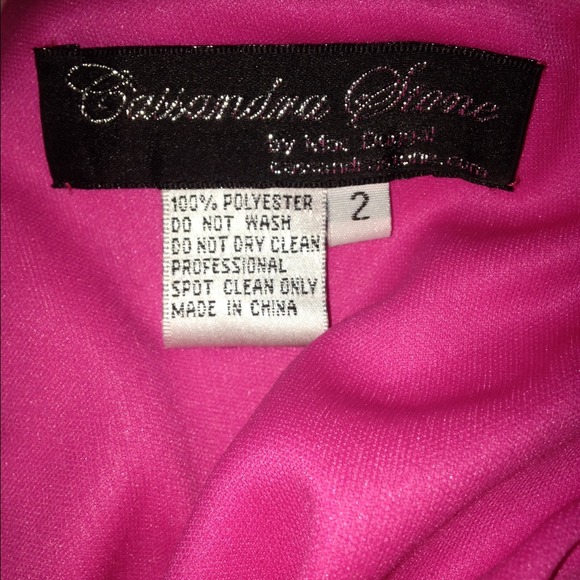 Cassandra Stone
by Mac Duggal
100% POLYESTER
DO NOT WASH
DO NOT DRY CLEAN
PROFESSIONAL
SPOT CLEAN ONLY
MADE IN CHINA
2